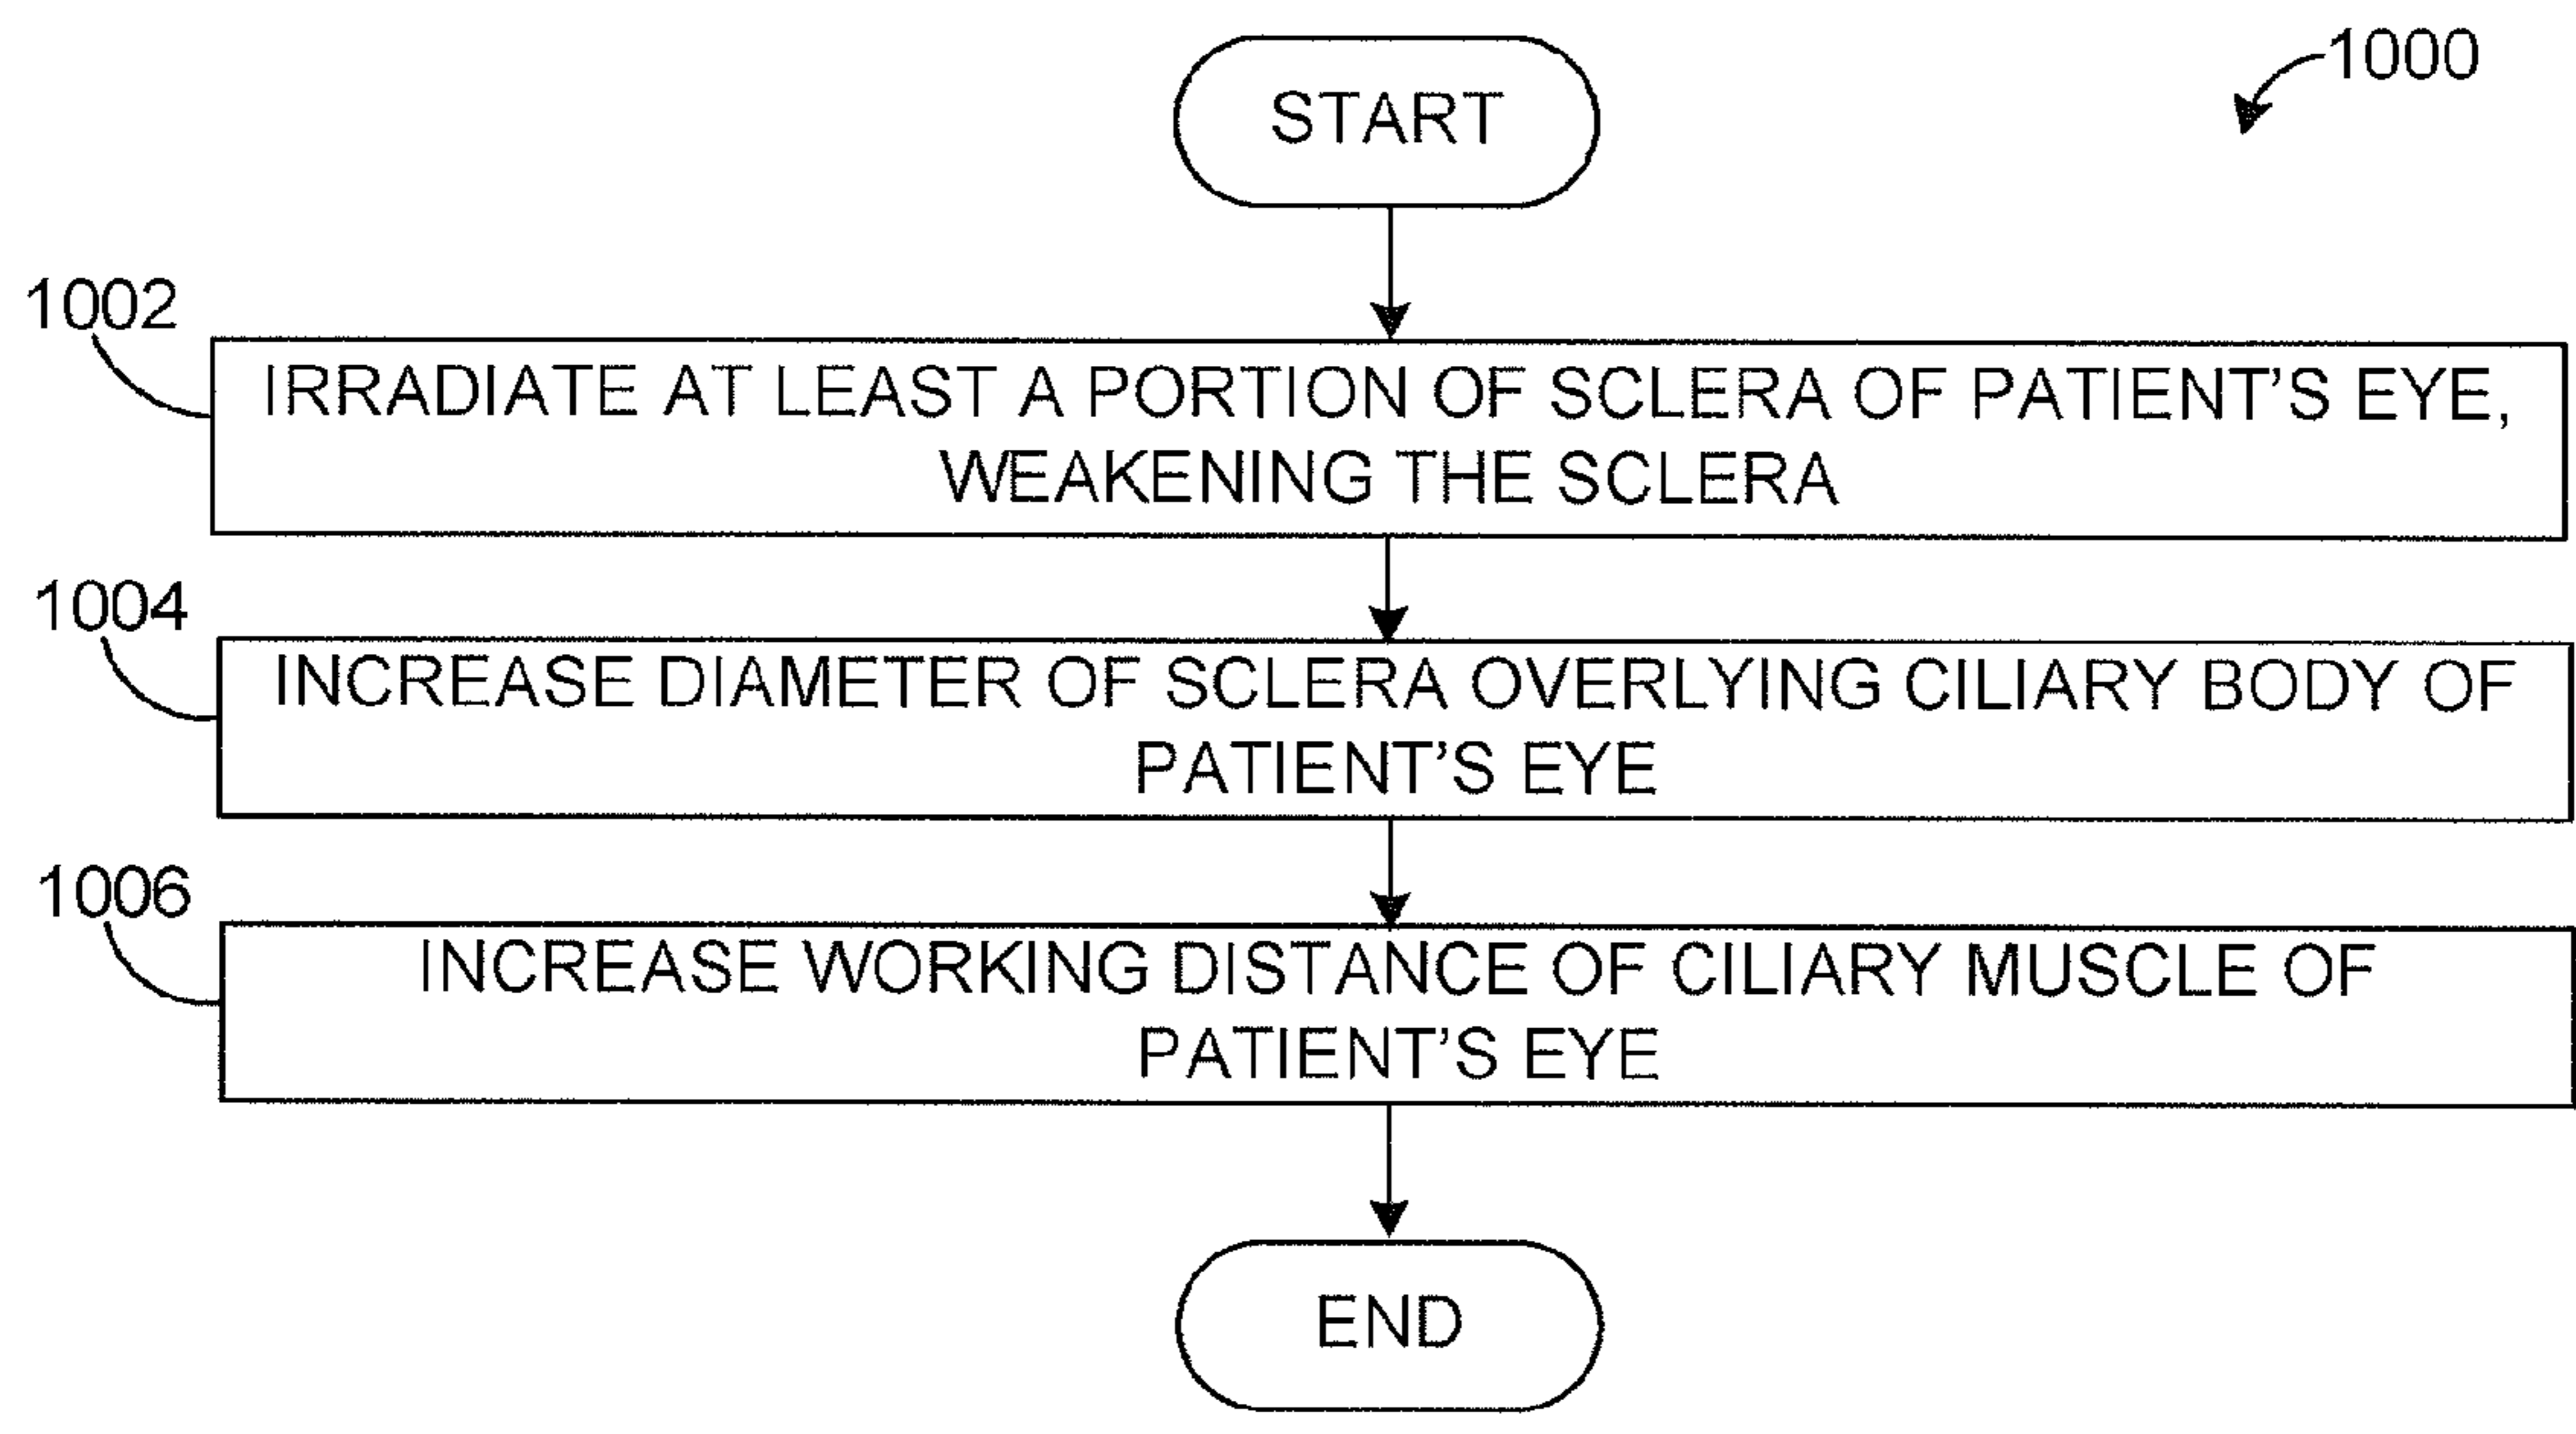 1000
START
1002
IRRADIATE AT LEAST A PORTION OF SCLERA OF PATIENT'S EYE,
WEAKENING THE SCLERA
1004
INCREASE DIAMETER OF SCLERA OVERLYING CILIARY BODY OF
PATIENT'S EYE
1006
INCREASE WORKING DISTANCE OF CILIARY MUSCLE OF
PATIENT'S EYE
END